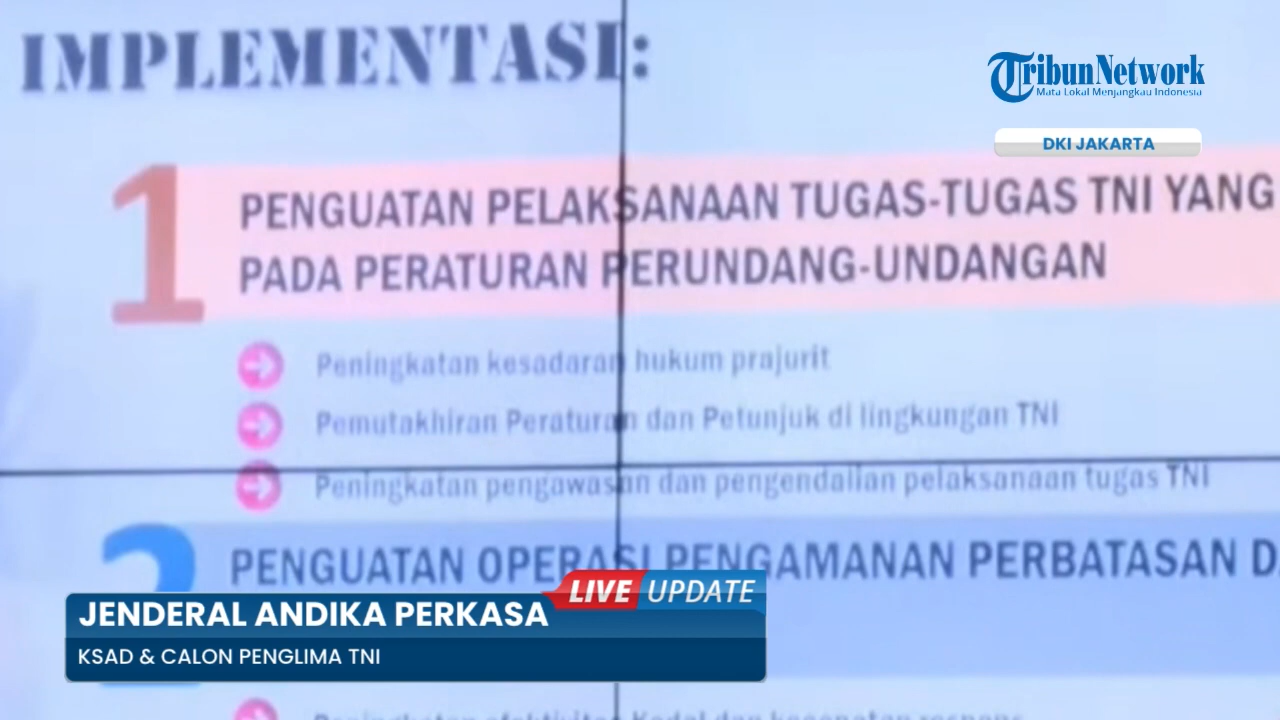 IMPLEMENTASI:
TribunNetwork
Mata Lokal Menjangkau Indonesia
DKI JAKARTA
1
PENGUATAN PELAKSANAAN TUGAS-TUGAS TNI YANG
PADA PERATURAN PERUNDANG-UNDANGAN
Peningkatan kesadaran hukum prajurit
Pemutakhiran Peraturan dan Petunjuk di lingkungan TNI
Peningkatan pengawasan dan pengendalian pelaksanaan tugas TNI
2
PENGUATAN OPERASI PENGAMANAN PERBATASAN
LIVE UPDATE
JENDERAL ANDIKA PERKASA
KSAD & CALON PENGLIMA TNI